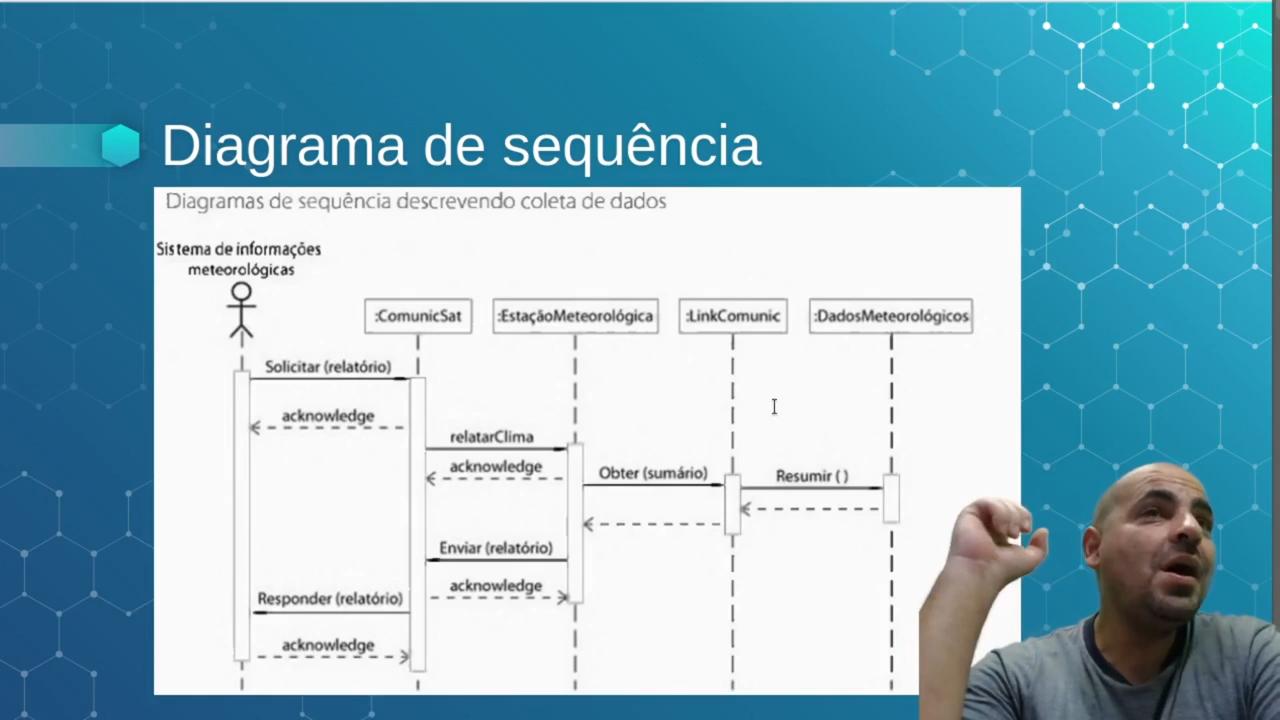 Diagrama de sequência
Diagramas de sequência descrevendo coleta de dados
Sistema de informações
meteorológicas
:ComunicSat
:EstaçãoMeteorológica
:LinkComunic
:DadosMeteorológicos
Solicitar (relatório)
acknowledge
relatarClima
acknowledge
Obter (sumário)
Resumir ( )
Enviar (relatório)
acknowledge
Responder (relatório)
acknowledge